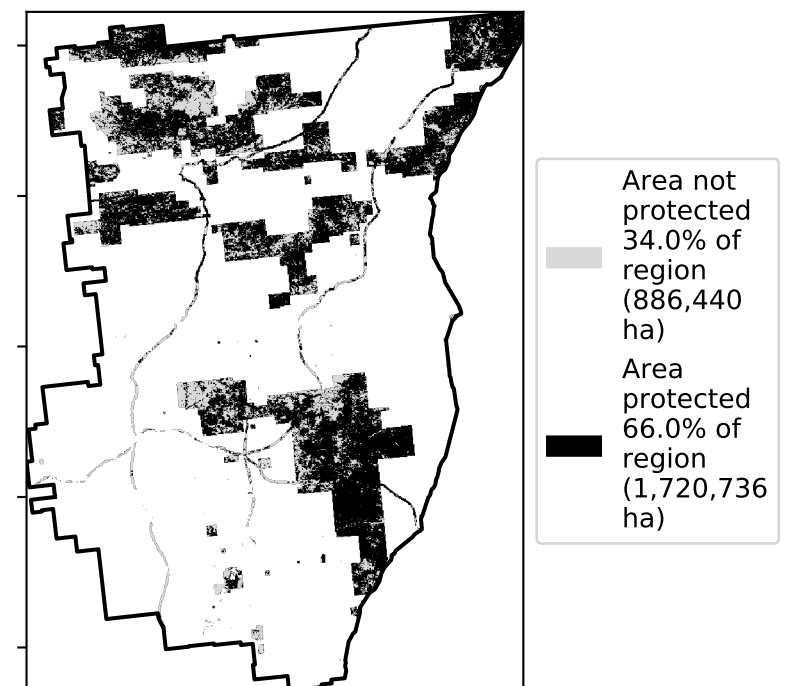 Area not
protected
34.0% of
region
(886,440
ha)
Area
protected
66.0% of
region
(1,720,736
ha)